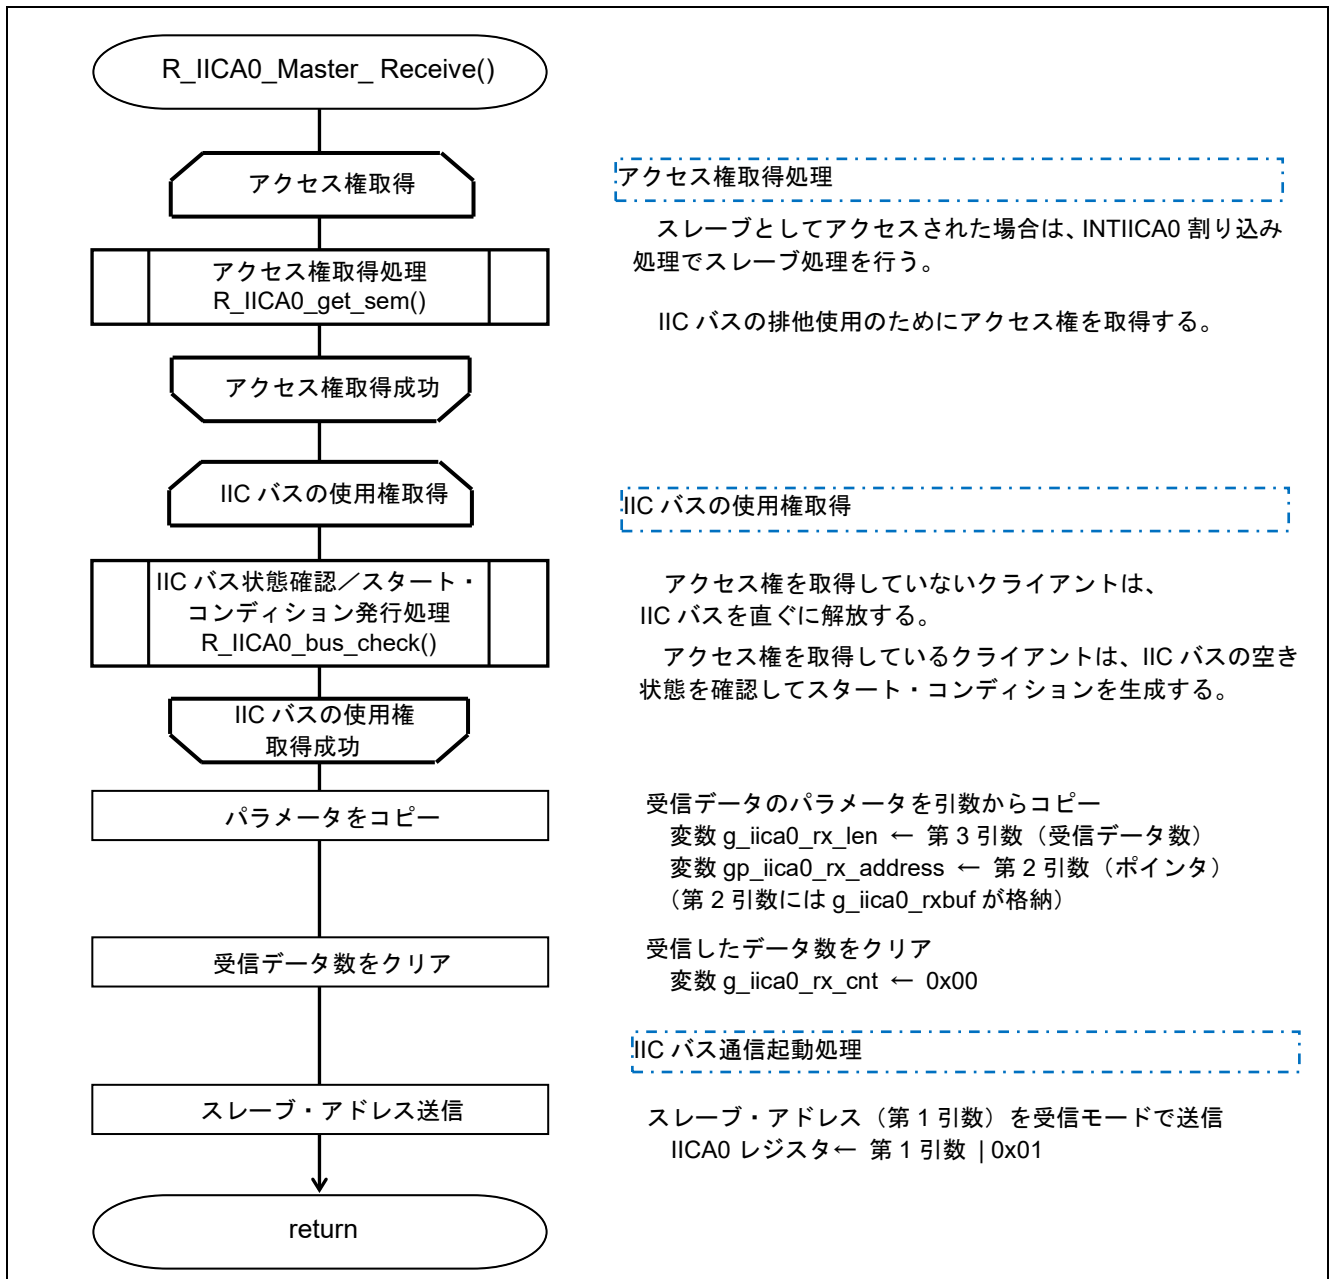 R_IICA0_Master_ Receive()
アクセス権取得
アクセス権取得処理
スレーブとしてアクセスされた場合は、INTIICA0 割り込み
処理でスレーブ処理を行う。
アクセス権取得処理
R_IICA0_get_sem()
IIC バスの排他使用のためにアクセス権を取得する。
アクセス権取得成功
IIC バスの使用権取得
IIC バスの使用権取得
IIC バス状態確認／スタート・
コンディション発行処理
R_IICA0_bus_check()
アクセス権を取得していないクライアントは、
IIC バスを直ぐに解放する。
アクセス権を取得しているクライアントは、IIC バスの空き
状態を確認してスタート・コンディションを生成する。
IIC バスの使用権
取得成功
パラメータをコピー
受信データのパラメータを引数からコピー
変数 g_iica0_rx_len ← 第 3 引数（受信データ数）
変数 gp_iica0_rx_address ← 第 2 引数（ポインタ）
（第 2 引数には g_iica0_rxbuf が格納）
受信データ数をクリア
受信したデータ数をクリア
変数 g_iica0_rx_cnt ← 0x00
IIC バス通信起動処理
スレーブ・アドレス送信
スレーブ・アドレス（第 1 引数）を受信モードで送信
IICA0 レジスタ← 第 1 引数 | 0x01
return